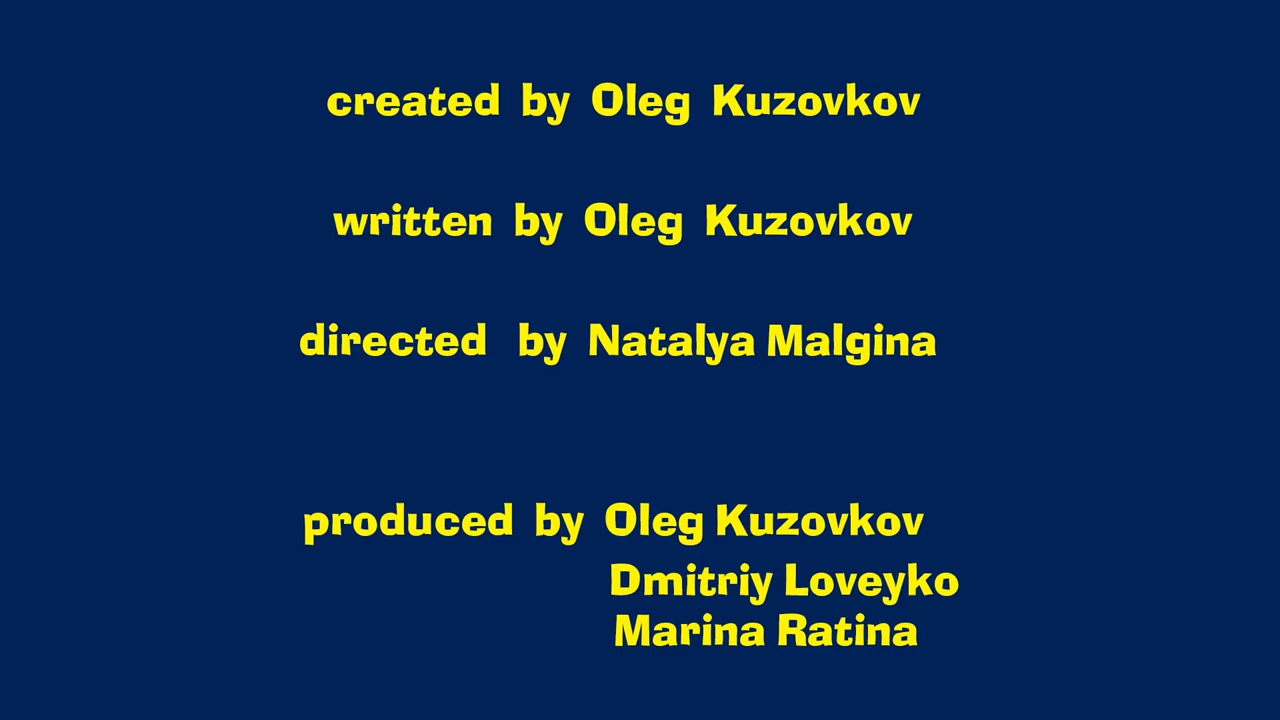 created by Oleg Kuzovkov
written by Oleg Kuzovkov
directed by Natalya Malgina
produced by Oleg Kuzovkov
Dmitriy Loveyko
Marina Ratina